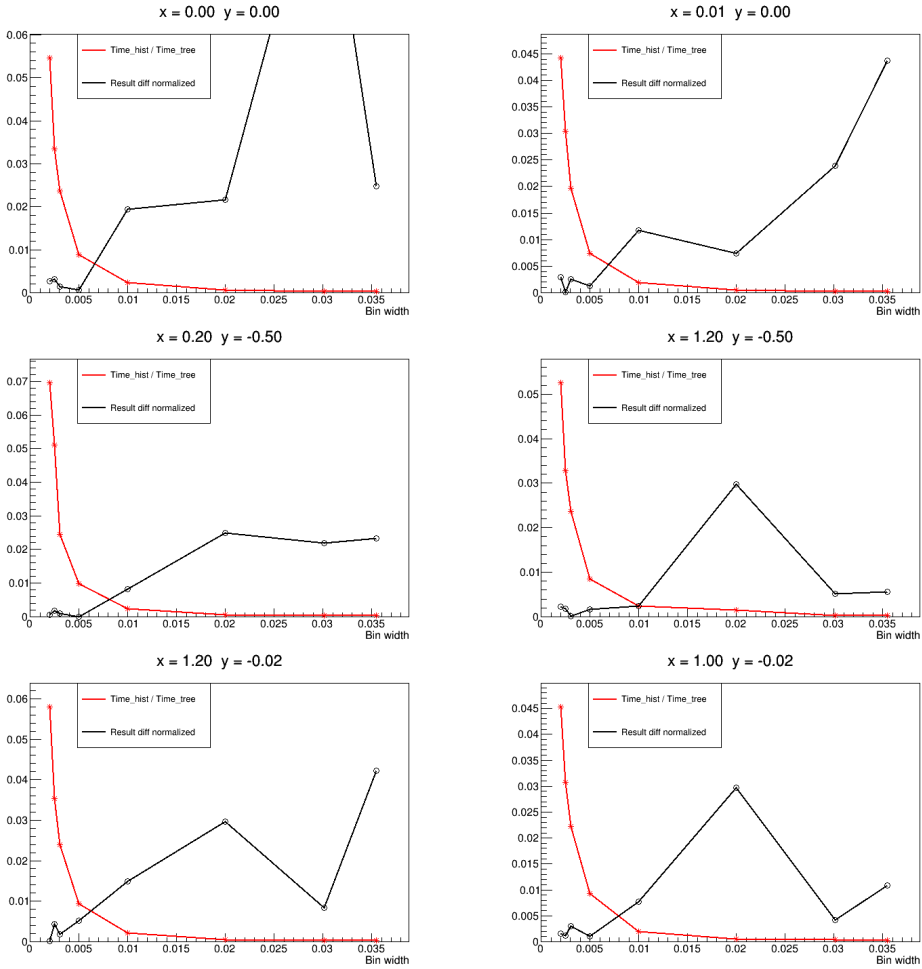 x = 0.00 y = 0.00
0.06
0.05
0.04
0.03
0.02
0.01
0
Time_hist / Time_tree
Result diff normalized
0 0.005 0.01 0.015 0.02 0.025 0.03 0.035
Bin width
x = 0.01 y = 0.00
0.045
0.04
0.035
0.03
0.025
0.02
0.015
0.01
0.005
0
Time_hist / Time_tree
Result diff normalized
0 0.005 0.01 0.015 0.02 0.025 0.03 0.035
Bin width
x = 0.20 y = -0.50
0.07
0.06
0.05
0.04
0.03
0.02
0.01
0
Time_hist / Time_tree
Result diff normalized
0 0.005 0.01 0.015 0.02 0.025 0.03 0.035
Bin width
x = 1.20 y = -0.50
0.05
0.04
0.03
0.02
0.01
0
Time_hist / Time_tree
Result diff normalized
0 0.005 0.01 0.015 0.02 0.025 0.03 0.035
Bin width
x = 1.20 y = -0.02
0.06
0.05
0.04
0.03
0.02
0.01
0
Time_hist / Time_tree
Result diff normalized
0 0.005 0.01 0.015 0.02 0.025 0.03 0.035
Bin width
x = 1.00 y = -0.02
0.045
0.04
0.035
0.03
0.025
0.02
0.015
0.01
0.005
0
Time_hist / Time_tree
Result diff normalized
0 0.005 0.01 0.015 0.02 0.025 0.03 0.035
Bin width